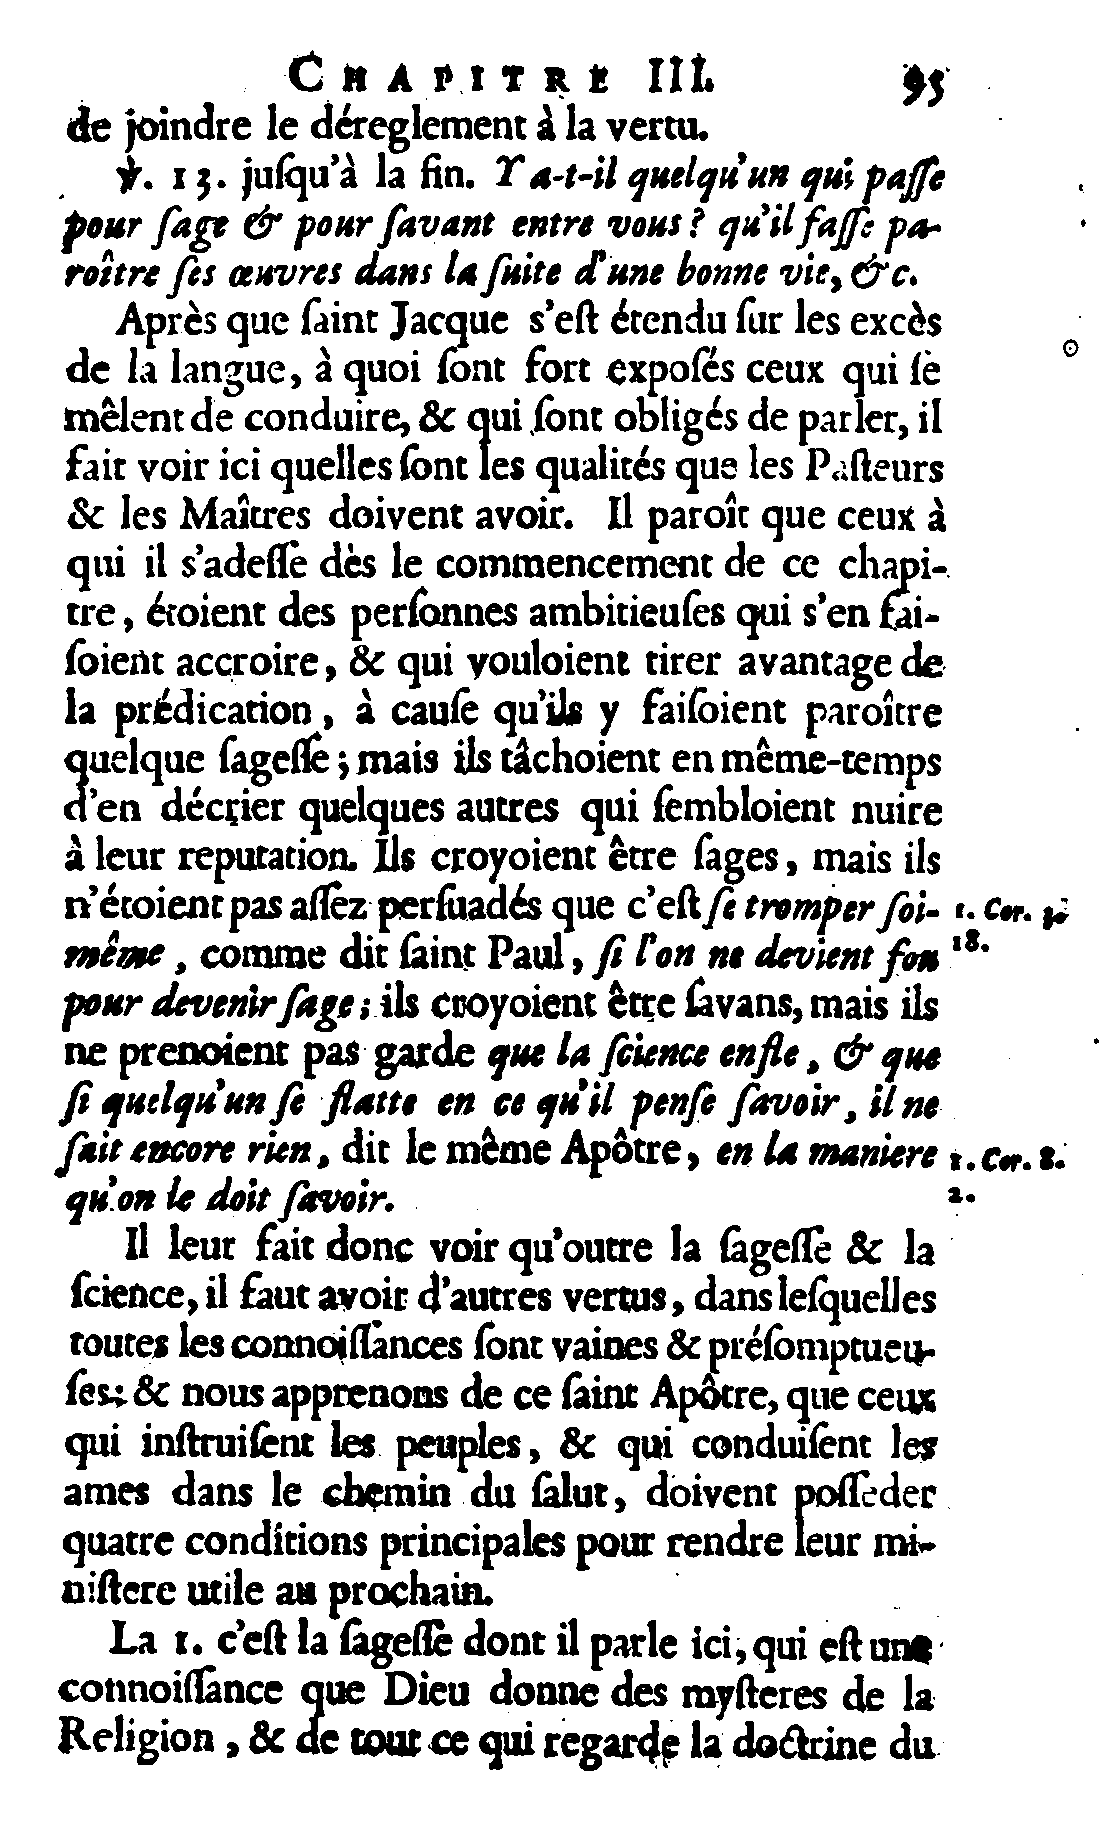 CHAPITRE III. 95
de joindre le déreglement à la vertu.
℣. 13. juſqu'à la fin. Y a-t-il quelqu'un qui paſſe
pour ſage & pour ſavant entre vous? qu'il faſſe pa-
roître ſes œuvres dans la ſuite d'une bonne vie, &c.
Après que ſaint Jacque s'eſt étendu ſur les excès
de la langue, à quoi ſont fort expoſés ceux qui ſe
mêlent de conduire, & qui ſont obligés de parler, il
fait voir ici quelles ſont les qualités que les Paſteurs
& les Maîtres doivent avoir. Il paroît que ceux à
qui il s'adeſſe dès le commencement de ce chapi-
tre, étoient des perſonnes ambitieuſes qui s'en fai-
ſoient accroire, & qui vouloient tirer avantage de
la prédication, à cauſe qu'ils y faiſoient paroître
quelque ſageſſe; mais ils tâchoient en même-temps
d'en décrier quelques autres qui ſembloient nuire
à leur reputation. Ils croyoient être ſages, mais ils
n'étoient pas aſſez perſuadés que c'eſt ſe tromper ſoi- 1. Cor. 3.
même, comme dit ſaint Paul, ſi l'on ne devient fou 18.
pour devenir ſage; ils croyoient être ſavans, mais ils
ne prenoient pas garde que la ſcience enfle, & que
ſi quelqu'un ſe flatte en ce qu'il penſe ſavoir, il ne
ſait encore rien, dit le même Apôtre, en la maniere 1. Cor. 8.
qu'on le doit ſavoir. 2.
Il leur fait donc voir qu'outre la ſageſſe & la
ſcience, il faut avoir d'autres vertus, dans leſquelles
toutes les connoiſſances ſont vaines & préſomptueu-
ſes; & nous apprenons de ce ſaint Apôtre, que ceux
qui inſtruiſent les peuples, & qui conduiſent les
ames dans le chemin du ſalut, doivent poſſeder
quatre conditions principales pour rendre leur mi-
niſtere utile au prochain.
La 1. c'eſt la ſageſſe dont il parle ici, qui eſt une
connoiſſance que Dieu donne des myſteres de la
Religion, & de tout ce qui regarde la doctrine du